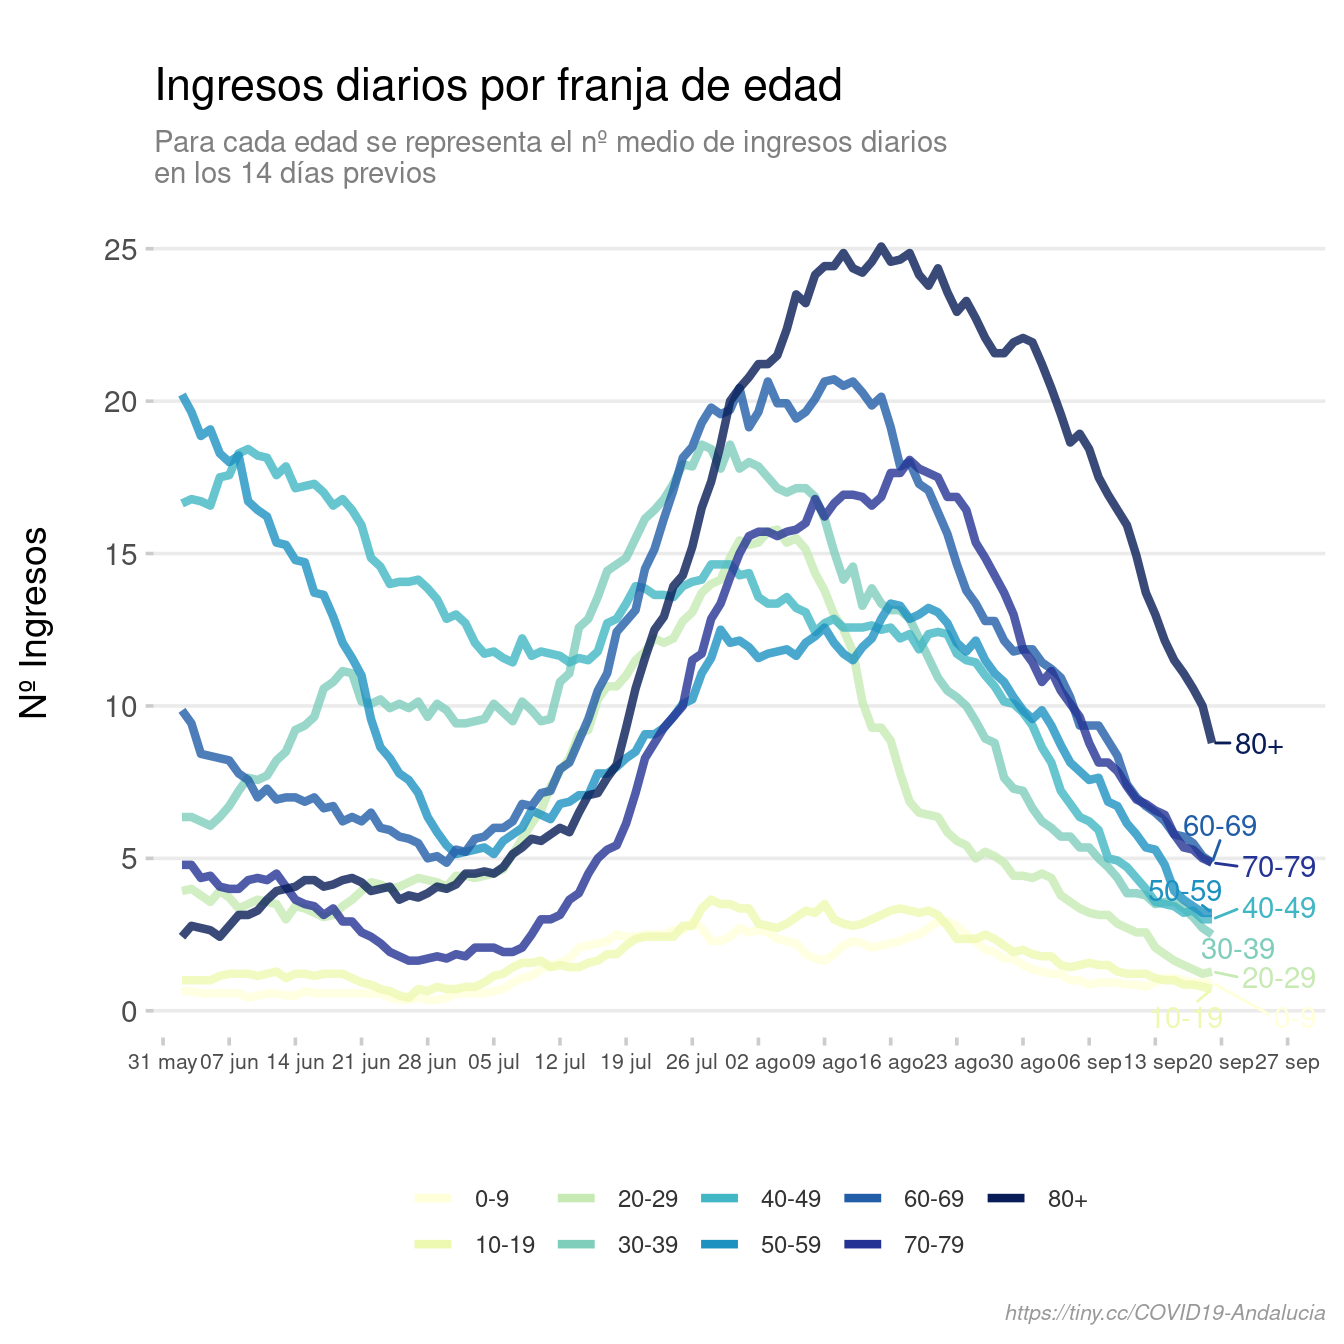 Ingresos diarios por franja de edad
Para cada edad se representa el nº medio de ingresos diarios
en los 14 días previos
Nº Ingresos
25
20
15
10
5
0
80+
60-69
70-79
50-59
40-49
30-39
20-29
10-19
0-9
31 may 07 jun 14 jun 21 jun 28 jun 05 jul 12 jul 19 jul 26 jul 02 ago 09 ago 16 ago 23 ago 30 ago 06 sep 13 sep 20 sep 27 sep
0-9 20-29 40-49 60-69 80+
10-19 30-39 50-59 70-79
https://tiny.cc/COVID19-Andalucia